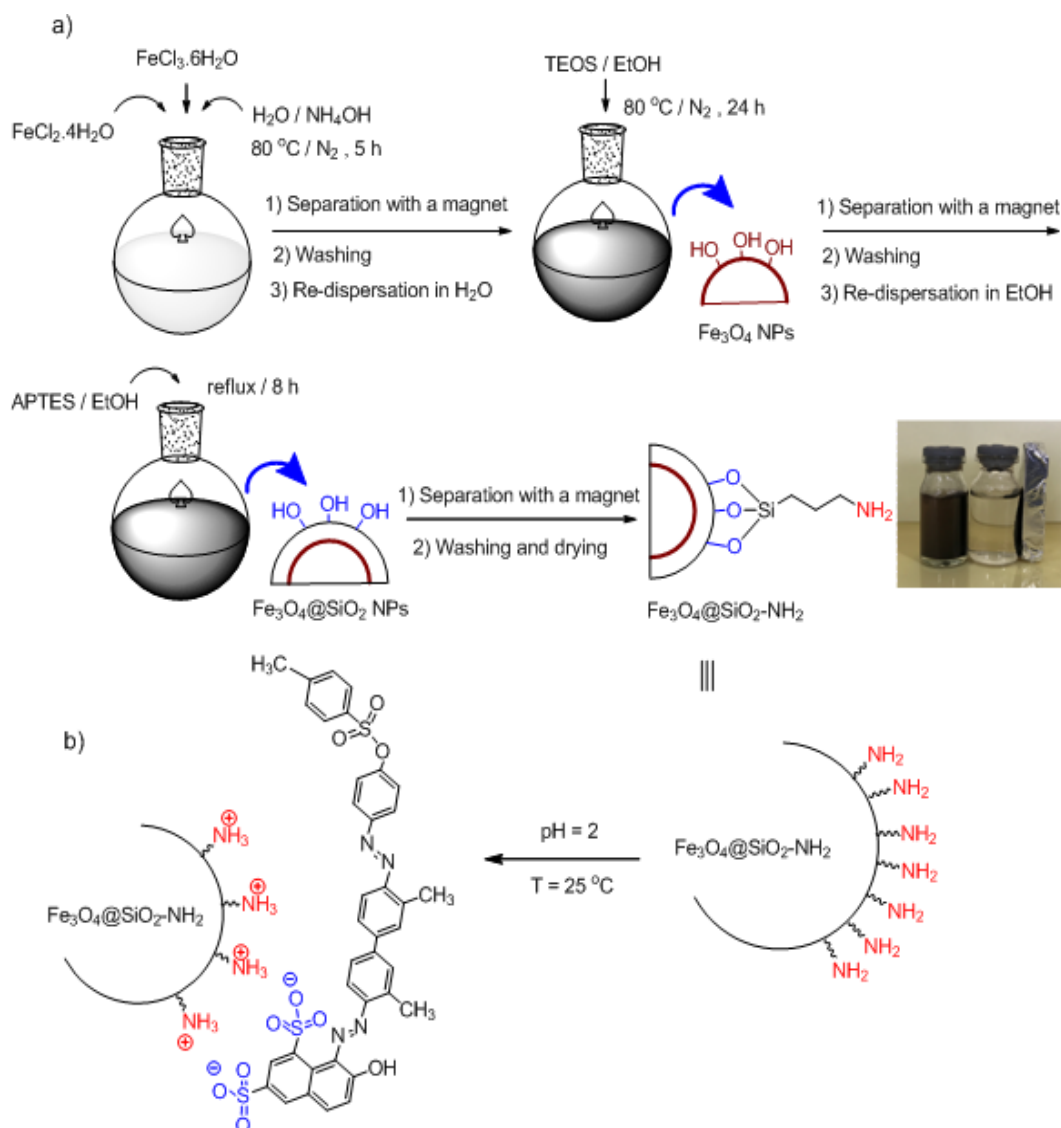 a)
FeCl₃.6H₂O
FeCl₂.4H₂O
H₂O / NH₄OH
80 °C / N₂ , 5 h
1) Separation with a magnet
2) Washing
3) Re-dispersation in H₂O
TEOS / EtOH
80 °C / N₂ , 24 h
HO OH OH
Fe₃O₄ NPs
1) Separation with a magnet
2) Washing
3) Re-dispersation in EtOH
APTES / EtOH
reflux / 8 h
HO OH OH
Fe₃O₄@SiO₂ NPs
1) Separation with a magnet
2) Washing and drying
O
O
O
Si
NH₂
Fe₃O₄@SiO₂-NH₂
b)
H₃C
O
S
O
O
N
N
CH₃
CH₃
N
N
OH
⊖
O
S
O
O
⊖
O
S
O
O
Fe₃O₄@SiO₂-NH₂
⊕
NH₃
⊕
NH₃
⊕
NH₃
NH₃
⊕
pH = 2
T = 25 °C
Fe₃O₄@SiO₂-NH₂
NH₂
NH₂
NH₂
NH₂
NH₂
NH₂
NH₂